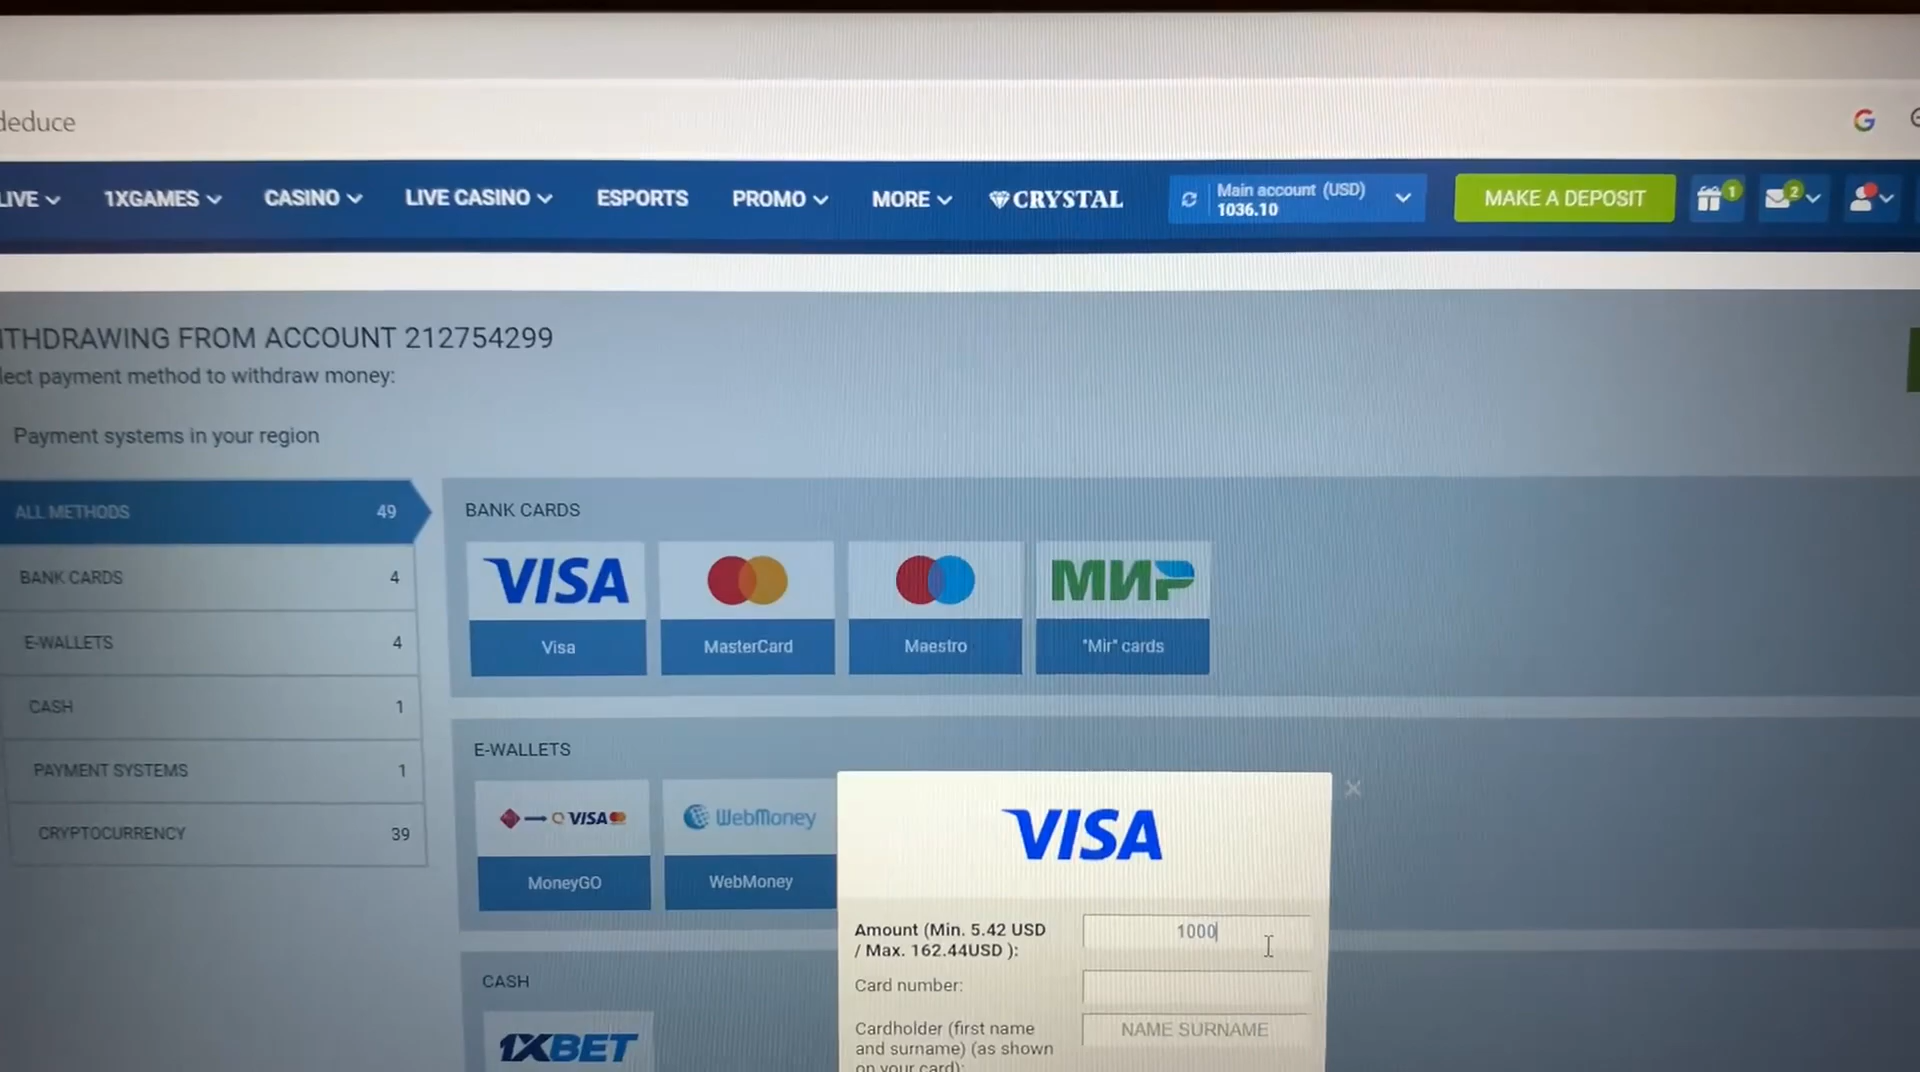 deduce
LIVE
1XGAMES
CASINO
LIVE CASINO
ESPORTS
PROMO
MORE
CRYSTAL
Main account (USD)
1036.10
MAKE A DEPOSIT
1
2
THDRAWING FROM ACCOUNT 212754299
lect payment method to withdraw money:
Payment systems in your region
ALL METHODS 49
BANK CARDS 4
E-WALLETS 4
CASH 1
PAYMENT SYSTEMS 1
CRYPTOCURRENCY 39
BANK CARDS
VISA
МИР
Visa
MasterCard
Maestro
"Mir" cards
E-WALLETS
VISA
WebMoney
MoneyGO
WebMoney
CASH
1XBET
VISA
Amount (Min. 5.42 USD
/ Max. 162.44USD ):
1000
Card number:
Cardholder (first name
and surname) (as shown
on your card):
NAME SURNAME